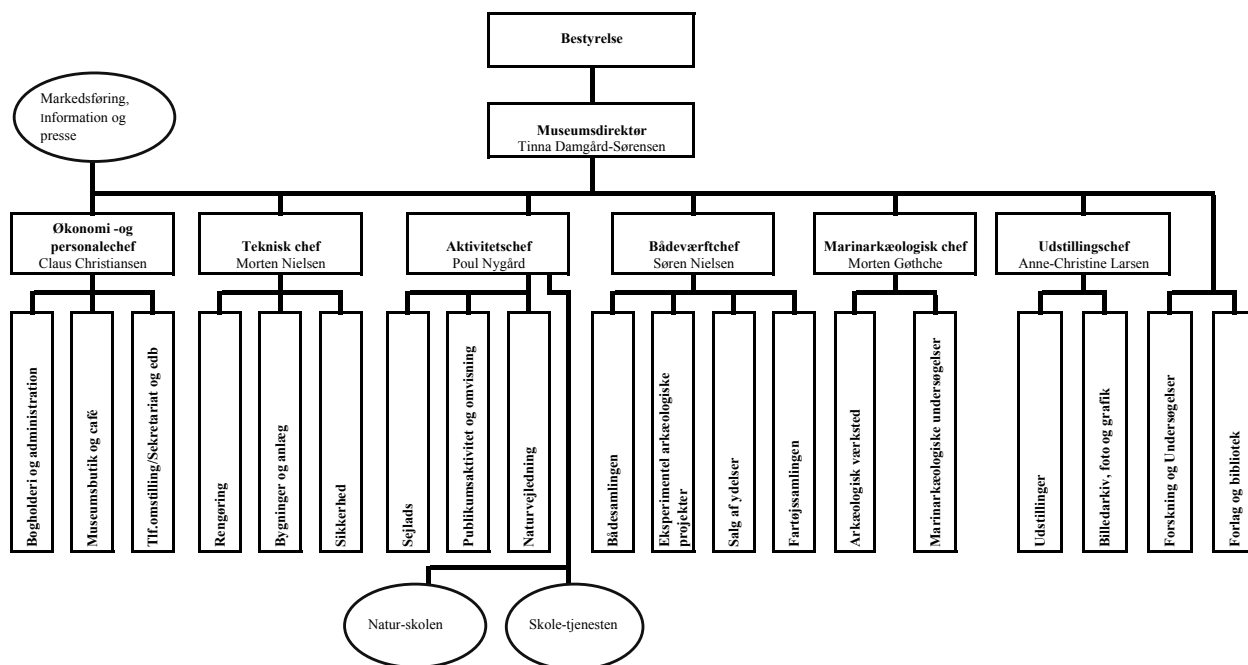 Bestyrelse
Markedsføring,
Information og
presse
Museumsdirektør
Tinna Damgård-Sørensen
Økonomi -og
personalechef
Claus Christiansen
Teknisk chef
Morten Nielsen
Aktivitetschef
Poul Nygård
Bådeværftchef
Søren Nielsen
Marinarkæologisk chef
Morten Gøthche
Udstillingschef
Anne-Christine Larsen
Bogholderi og administration
Museumsbutik og café
Tlf.omstilling/Sekretariat og edb
Rengøring
Bygninger og anlæg
Sikkerhed
Sejlads
Publikumsaktivitet og omvisning
Naturvejledning
Bådesamlingen
Eksperimentel arkæologiske
projekter
Salg af ydelser
Fartøjssamlingen
Arkæologisk værksted
Marinarkæologiske undersøgelser
Udstillinger
Billedarkiv, foto og grafik
Forskning og Undersøgelser
Forlag og bibliotek
Natur-skolen
Skole-tjenesten